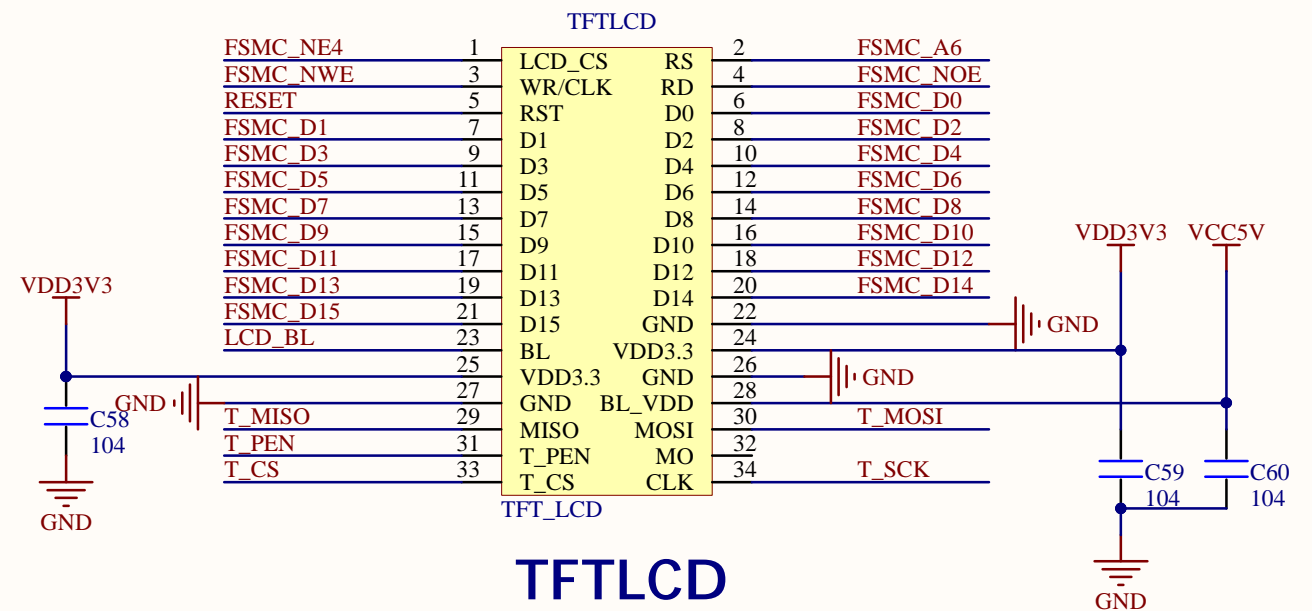 TFTLCD
FSMC_NE4 1 LCD_CS RS 2 FSMC_A6
FSMC_NWE 3 WR/CLK RD 4 FSMC_NOE
RESET 5 RST D0 6 FSMC_D0
FSMC_D1 7 D1 D2 8 FSMC_D2
FSMC_D3 9 D3 D4 10 FSMC_D4
FSMC_D5 11 D5 D6 12 FSMC_D6
FSMC_D7 13 D7 D8 14 FSMC_D8
FSMC_D9 15 D9 D10 16 FSMC_D10 VDD3V3 VCC5V
FSMC_D11 17 D11 D12 18 FSMC_D12
VDD3V3 FSMC_D13 19 D13 D14 20 FSMC_D14
FSMC_D15 21 D15 GND 22 GND
LCD_BL 23 BL VDD3.3 24
25 VDD3.3 GND 26 GND
GND 27 GND BL_VDD 28
C58 T_MISO 29 MISO MOSI 30 T_MOSI
104 T_PEN 31 T_PEN MO 32
T_CS 33 T_CS CLK 34 T_SCK C59 C60
104 104
GND TFT_LCD
TFTLCD
GND